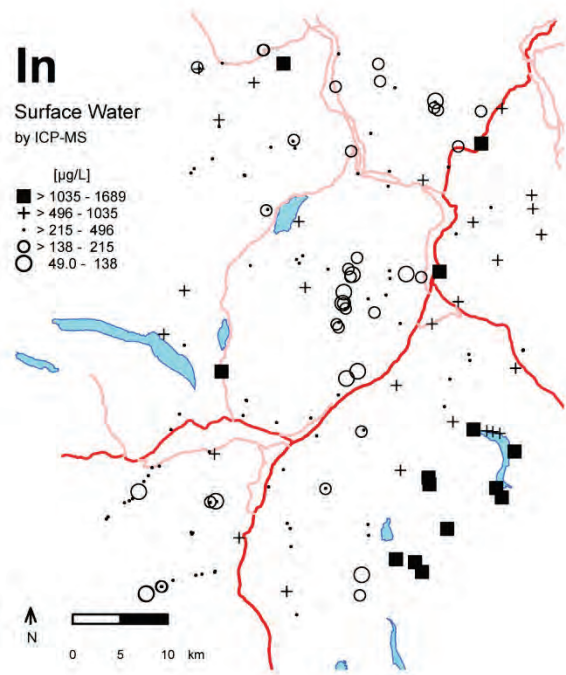 In
Surface Water
by ICP-MS
[µg/L]
> 1035 - 1689
> 496 - 1035
> 215 - 496
> 138 - 215
49.0 - 138
N
0 5 10 km